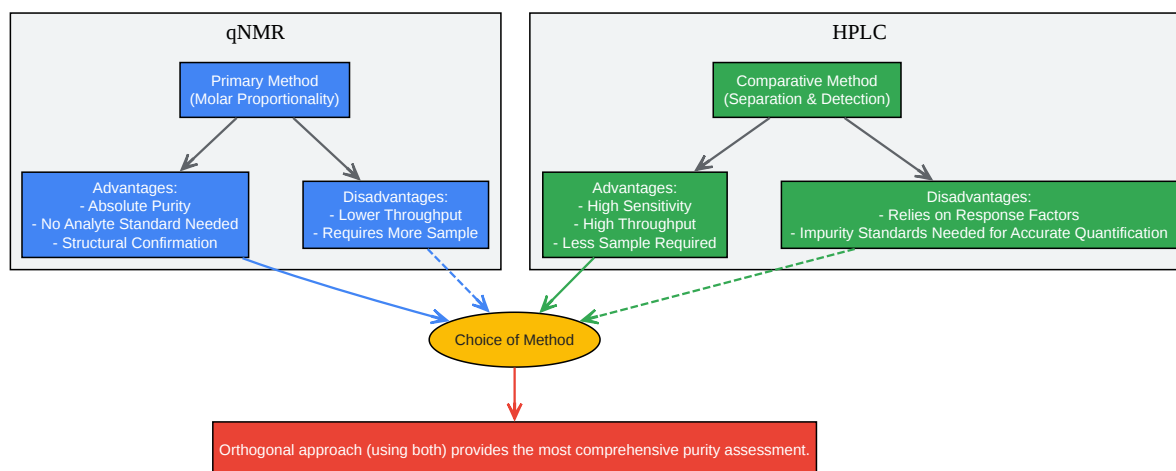 qNMR
Primary Method
(Molar Proportionality)
Advantages:
- Absolute Purity
- No Analyte Standard Needed
- Structural Confirmation
Disadvantages:
- Lower Throughput
- Requires More Sample
HPLC
Comparative Method
(Separation & Detection)
Advantages:
- High Sensitivity
- High Throughput
- Less Sample Required
Disadvantages:
- Relies on Response Factors
- Impurity Standards Needed for Accurate Quantification
Choice of Method
Orthogonal approach (using both) provides the most comprehensive purity assessment.